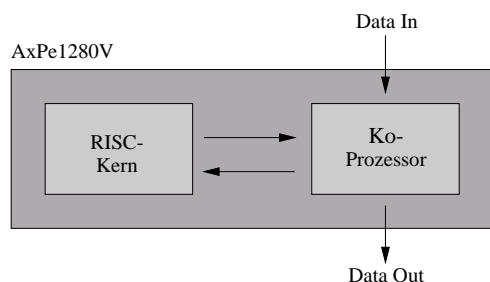 Data In
AxPe1280V
RISC-
Kern
Ko-
Prozessor
Data Out